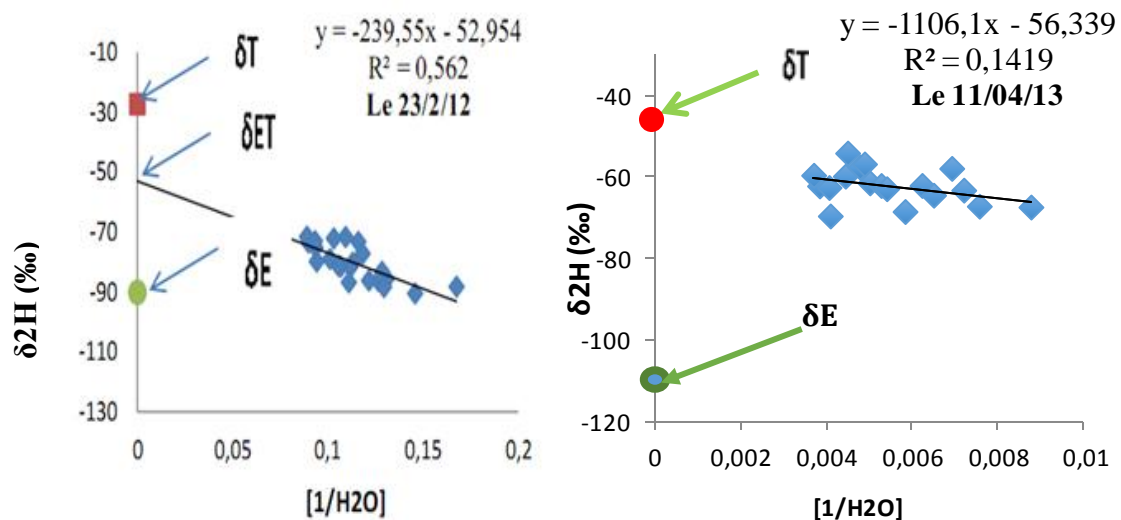 y = -239,55x - 52,954
R² = 0,562
Le 23/2/12
δT
δET
δE
-10
-30
-50
-70
-90
-110
-130
δ2H (‰)
0
0,05
0,1
0,15
0,2
[1/H2O]
y = -1106,1x - 56,339
R² = 0,1419
Le 11/04/13
δT
δE
-40
-60
-80
-100
-120
δ2H (‰)
0
0,002
0,004
0,006
0,008
0,01
[1/H2O]